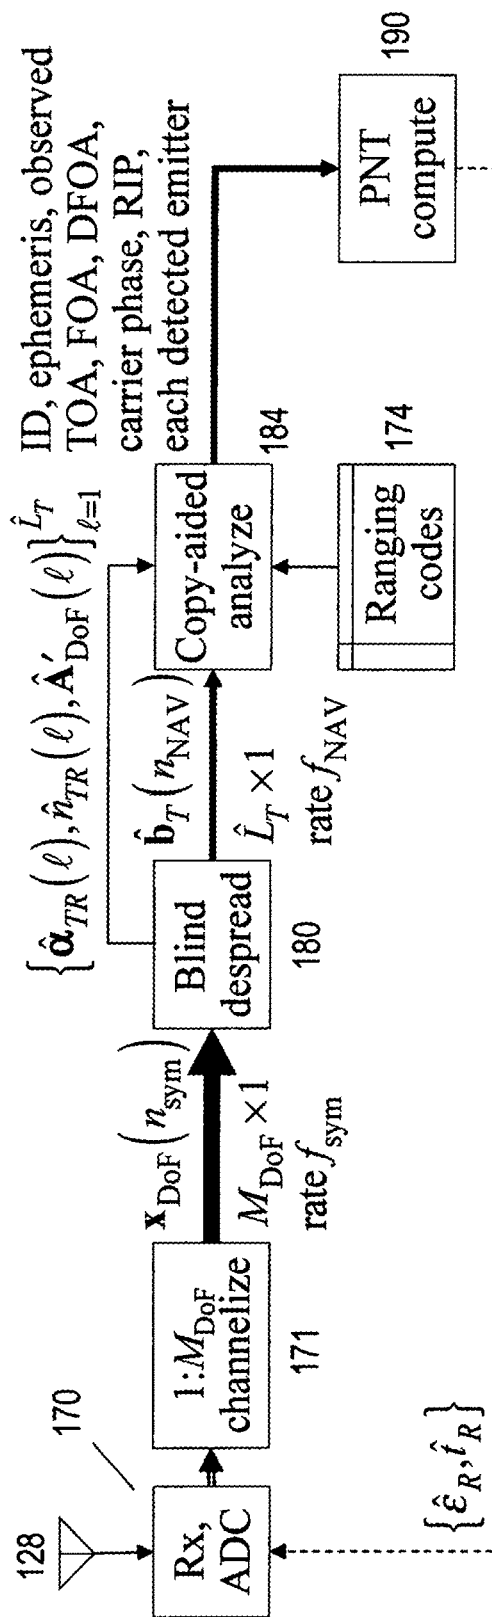 128
170
Rx,
ADC
{ε̂_R, t̂_R}
1:M_DoF
channelize
171
x_DoF(n_sym)
M_DoF×1
rate f_sym
Blind
despread
180
{α̂_TR(ℓ), n̂_TR(ℓ), Â′_DoF(ℓ)}_ℓ=1^L̂_T
b̂_T(n_NAV)
L̂_T×1
rate f_NAV
Copy-aided
analyze
184
Ranging
codes
174
ID, ephemeris, observed
TOA, FOA, DFOA,
carrier phase, RIP,
each detected emitter
PNT
compute
190